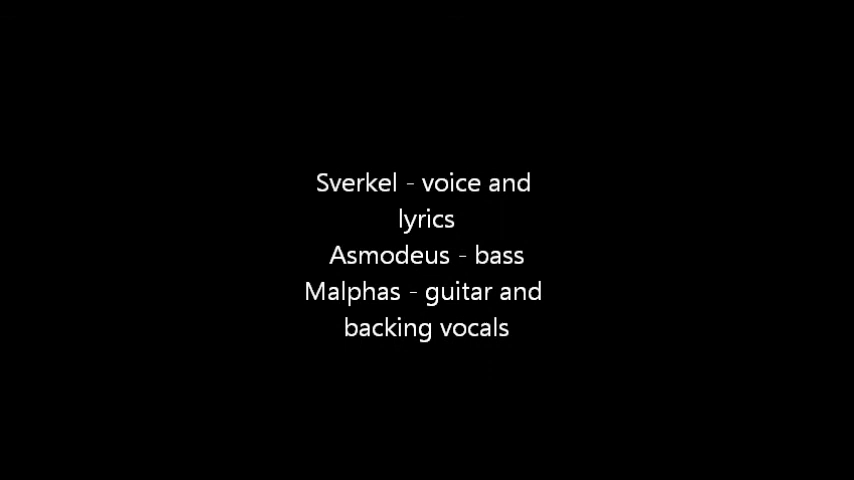 Sverkel - voice and
lyrics
Asmodeus - bass
Malphas - guitar and
backing vocals